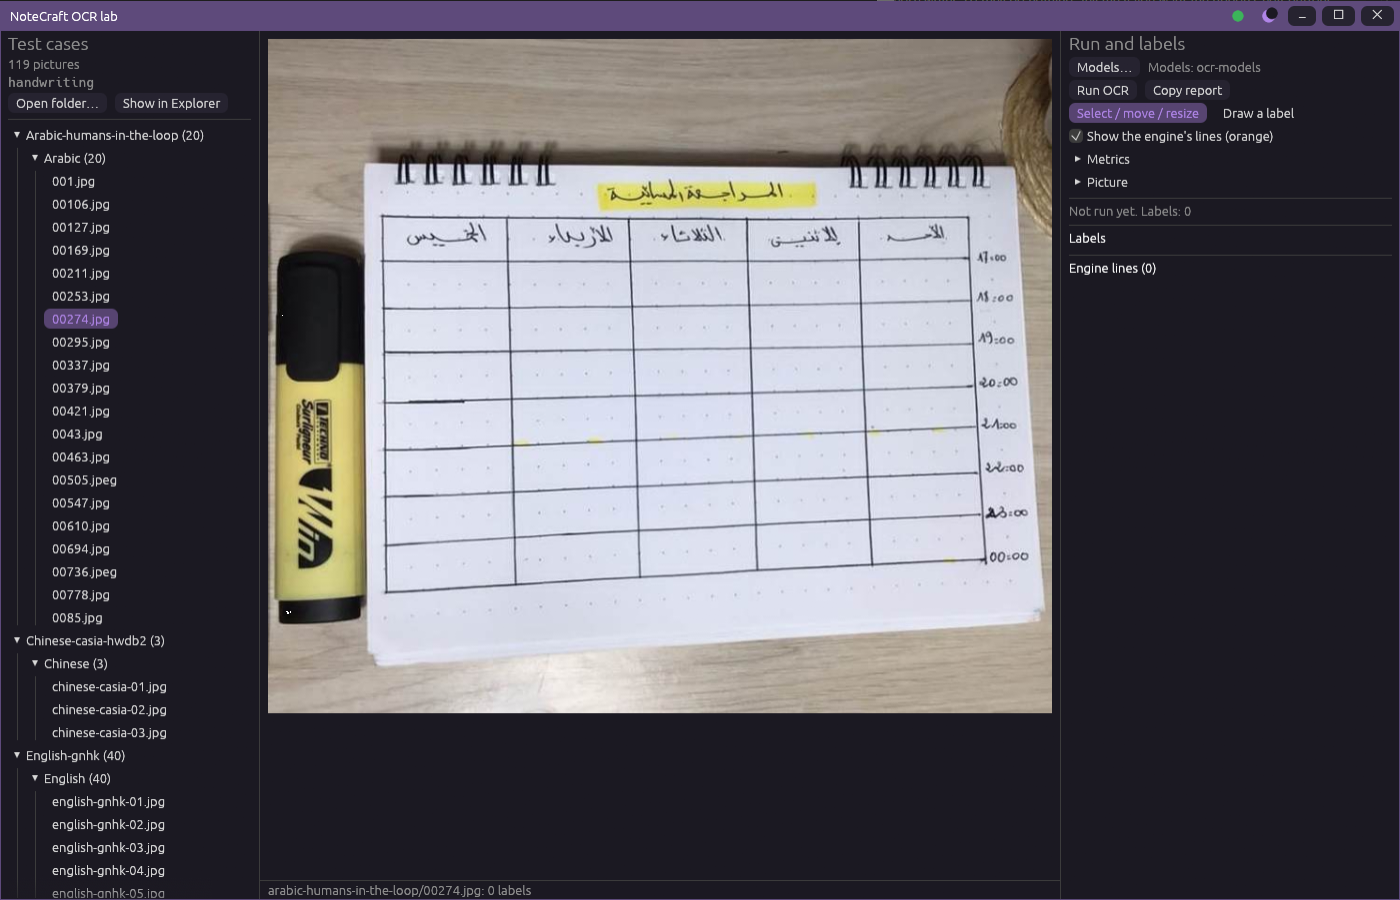 NoteCraft OCR lab
Test cases
119 pictures
handwriting
Open folder... Show in Explorer
Arabic-humans-in-the-loop (20)
Arabic (20)
001.jpg
00106.jpg
00127.jpg
00169.jpg
00211.jpg
00253.jpg
00274.jpg
00295.jpg
00337.jpg
00379.jpg
00421.jpg
0043.jpg
00463.jpg
00505.jpeg
00547.jpg
00610.jpg
00694.jpg
00736.jpeg
00778.jpg
0085.jpg
Chinese-casia-hwdb2 (3)
Chinese (3)
chinese-casia-01.jpg
chinese-casia-02.jpg
chinese-casia-03.jpg
English-gnhk (40)
English (40)
english-gnhk-01.jpg
english-gnhk-02.jpg
english-gnhk-03.jpg
english-gnhk-04.jpg
english-gnhk-05.jpg
المراجعة المسائية
الأحد الاثنين الثلاثاء الأربعاء الخميس
17:00
18:00
19:00
20:00
21:00
22:00
23:00
00:00
TECHNO
Surligneur
Win
arabic-humans-in-the-loop/00274.jpg: 0 labels
Run and labels
Models... Models: ocr-models
Run OCR Copy report
Select / move / resize Draw a label
Show the engine's lines (orange)
Metrics
Picture
Not run yet. Labels: 0
Labels
Engine lines (0)